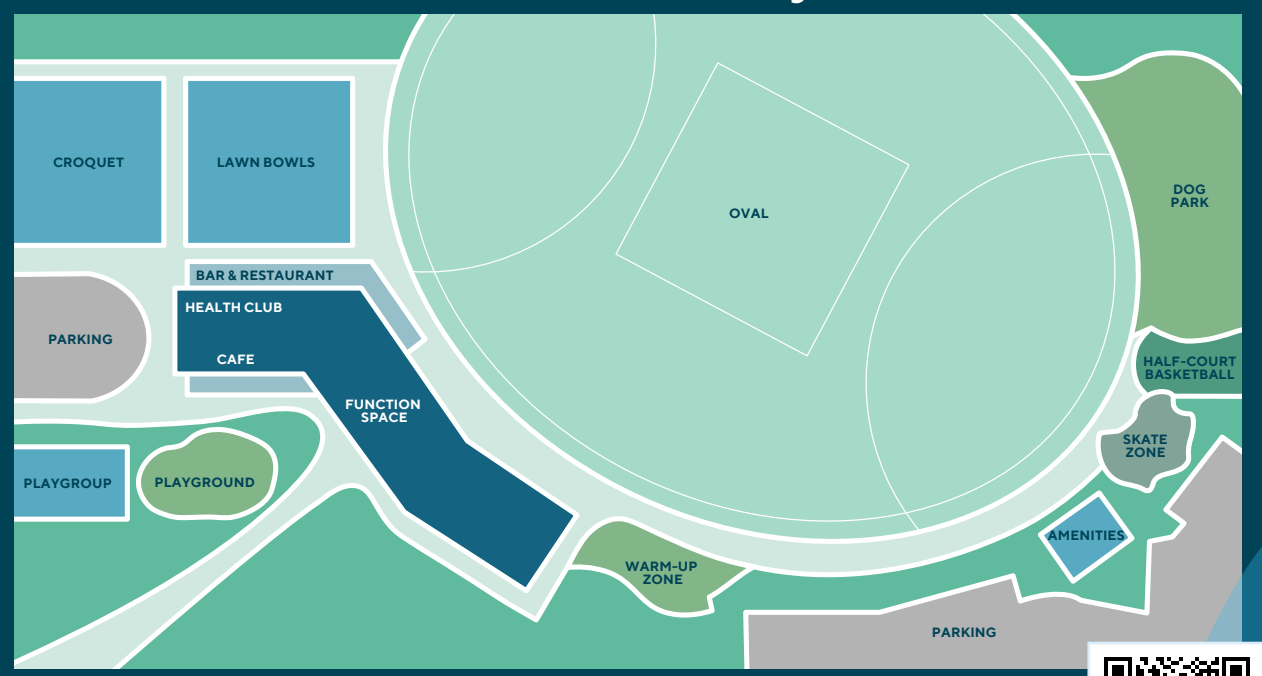 CROQUET
LAWN BOWLS
OVAL
DOG
PARK
BAR & RESTAURANT
HEALTH CLUB
PARKING
CAFE
HALF-COURT
BASKETBALL
FUNCTION
SPACE
SKATE
ZONE
PLAYGROUP
PLAYGROUND
AMENITIES
WARM-UP
ZONE
PARKING